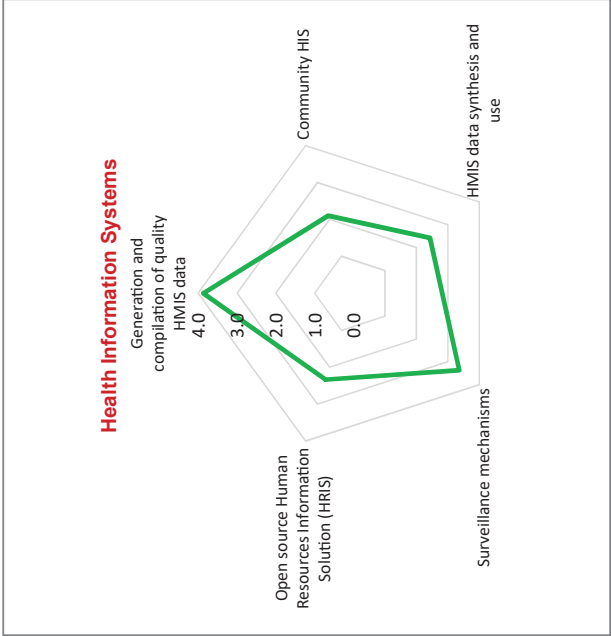 Health Information Systems
Generation and
compilation of quality
HMIS data
4.0
3.0
2.0
1.0
0.0
Community HIS
HMIS data synthesis and
use
Surveillance mechanisms
Open source Human
Resources Information
Solution (HRIS)